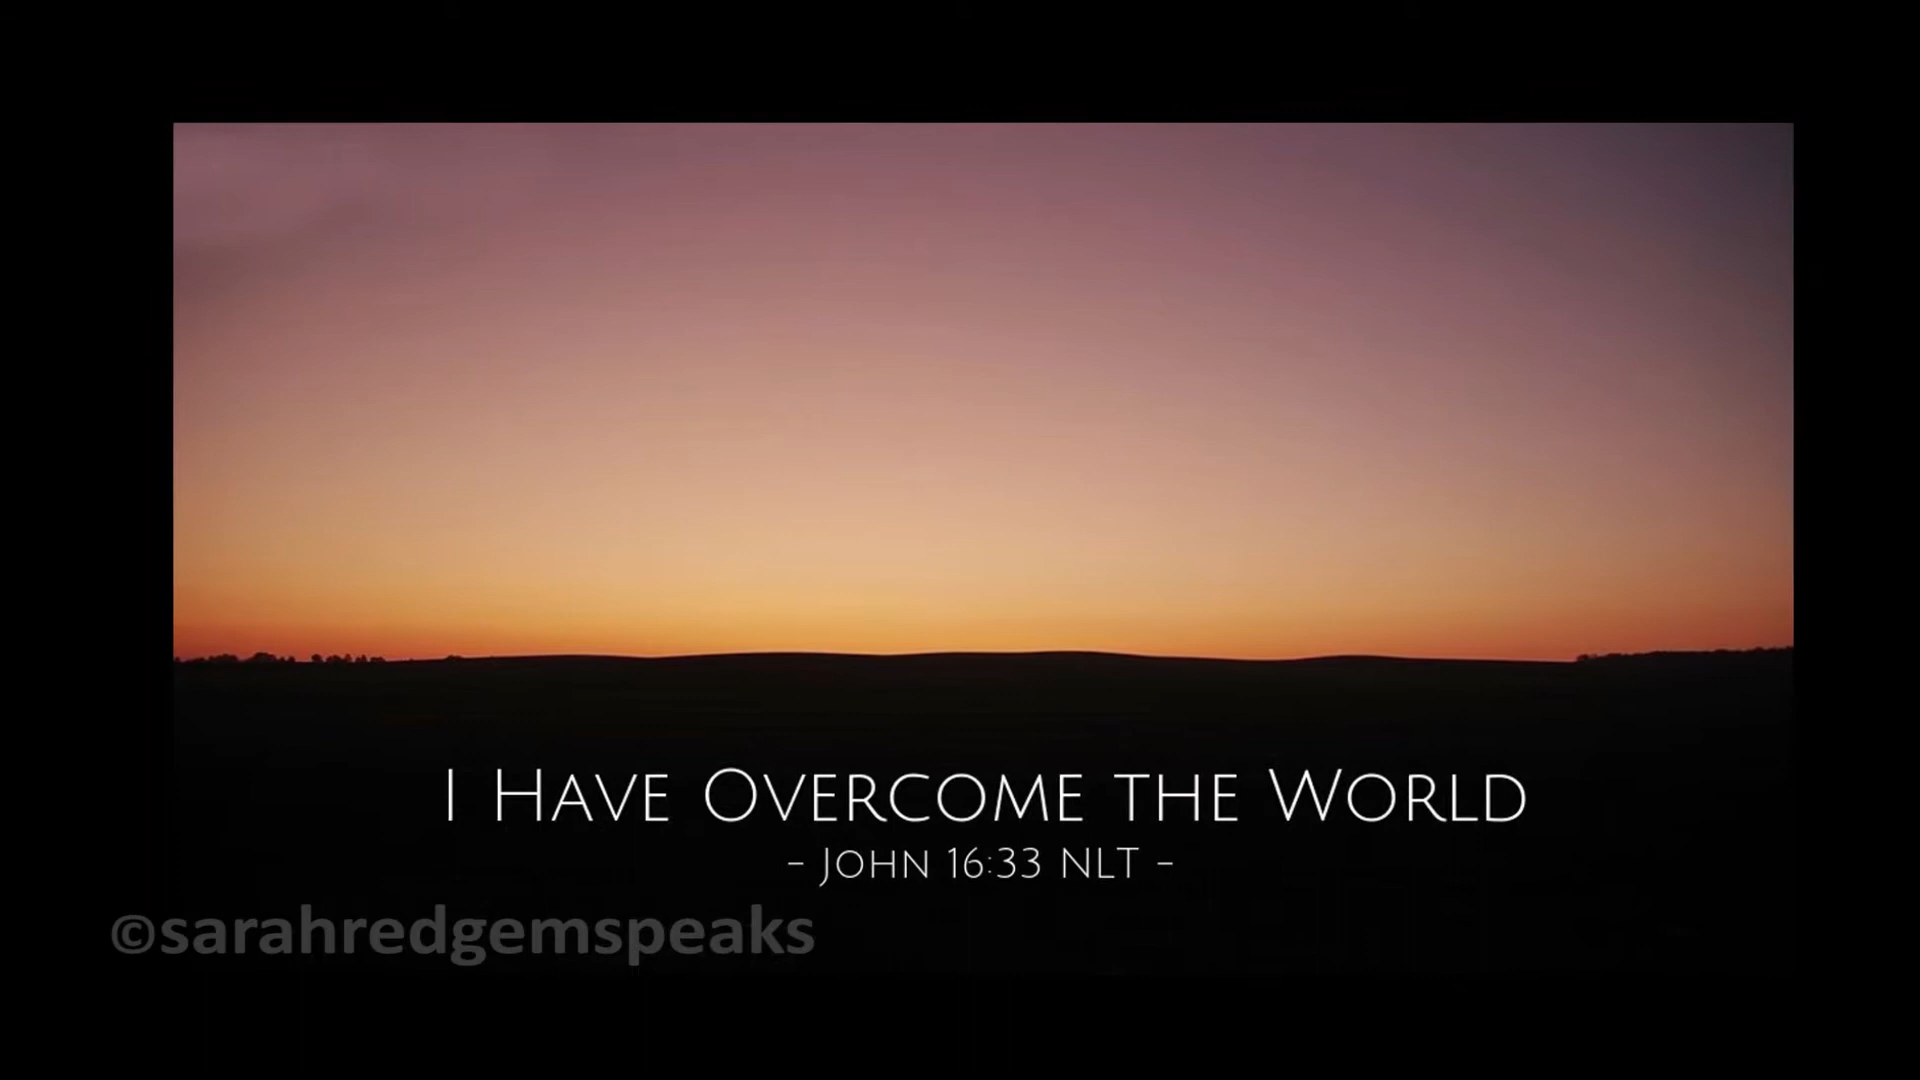 I HAVE OVERCOME THE WORLD
- JOHN 16:33 NLT -
©sarahredgemspeaks